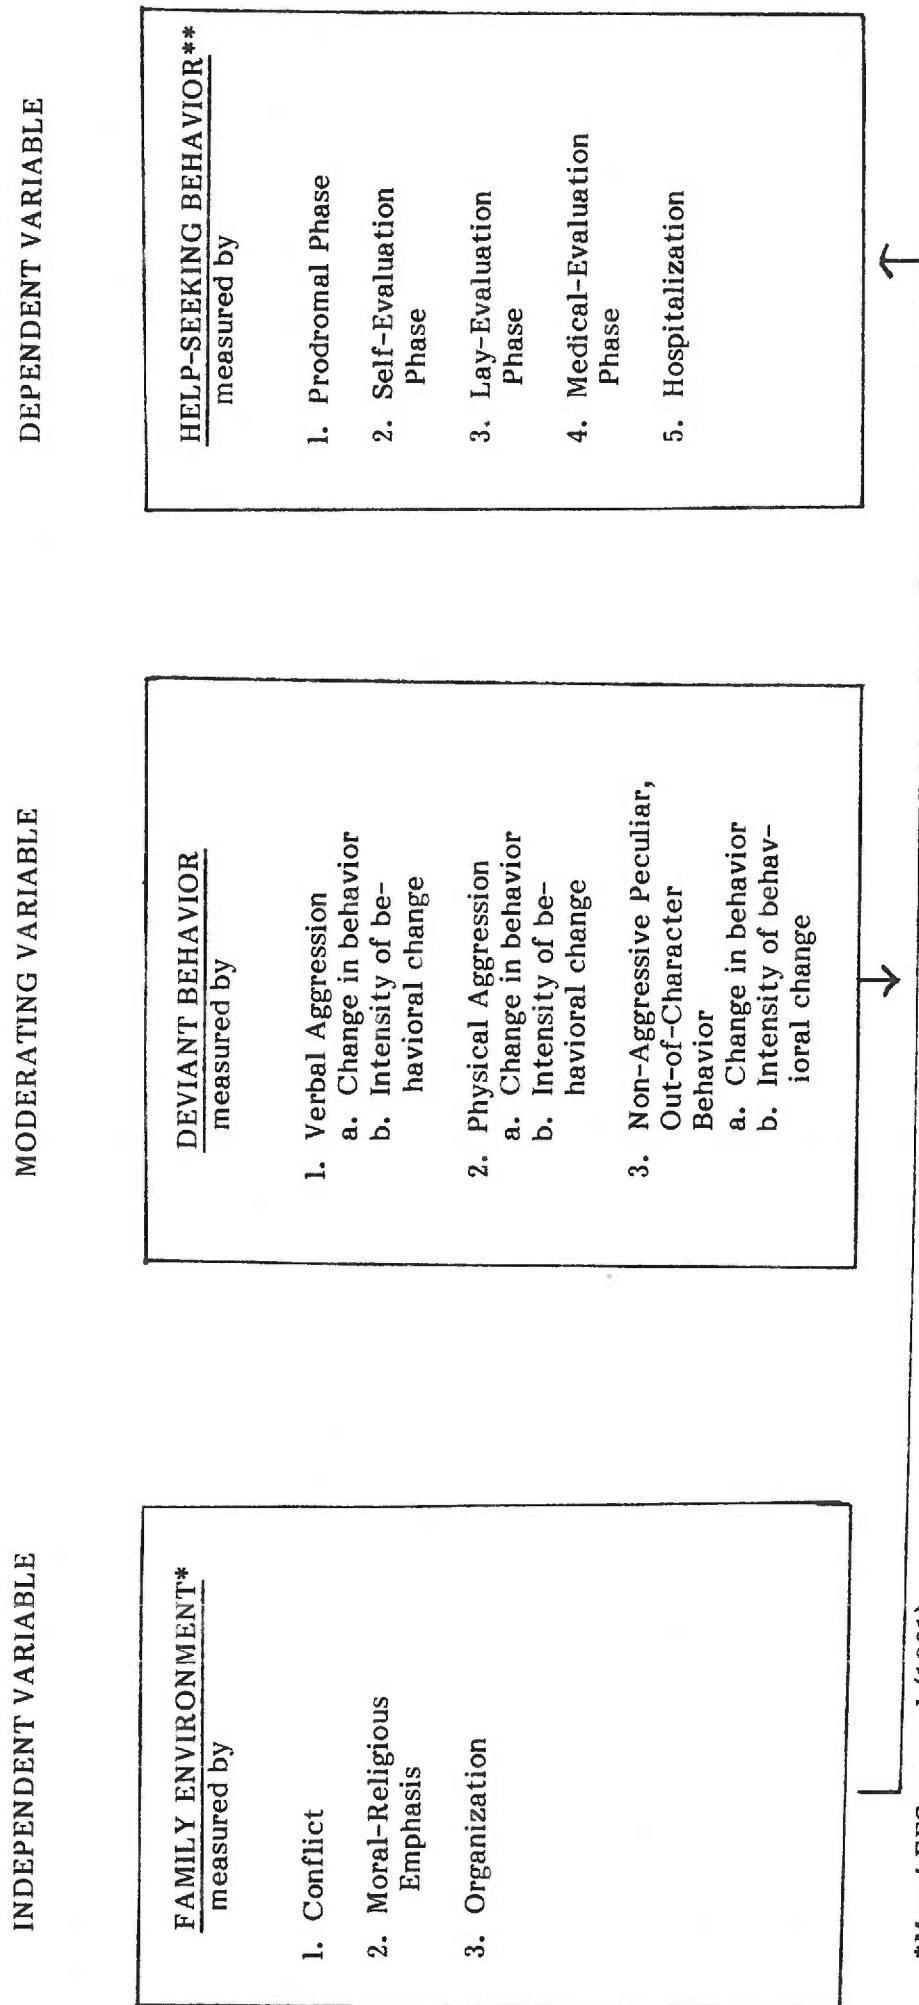 INDEPENDENT VARIABLE
MODERATING VARIABLE
DEPENDENT VARIABLE
FAMILY ENVIRONMENT*
measured by
1. Conflict
2. Moral-Religious
Emphasis
3. Organization
DEVIANT BEHAVIOR
measured by
1. Verbal Aggression
a. Change in behavior
b. Intensity of be-
havioral change
2. Physical Aggression
a. Change in behavior
b. Intensity of be-
havioral change
3. Non-Aggressive Peculiar,
Out-of-Character
Behavior
a. Change in behavior
b. Intensity of behav-
ioral change
HELP-SEEKING BEHAVIOR**
measured by
1. Prodromal Phase
2. Self-Evaluation
Phase
3. Lay-Evaluation
Phase
4. Medical-Evaluation
Phase
5. Hospitalization